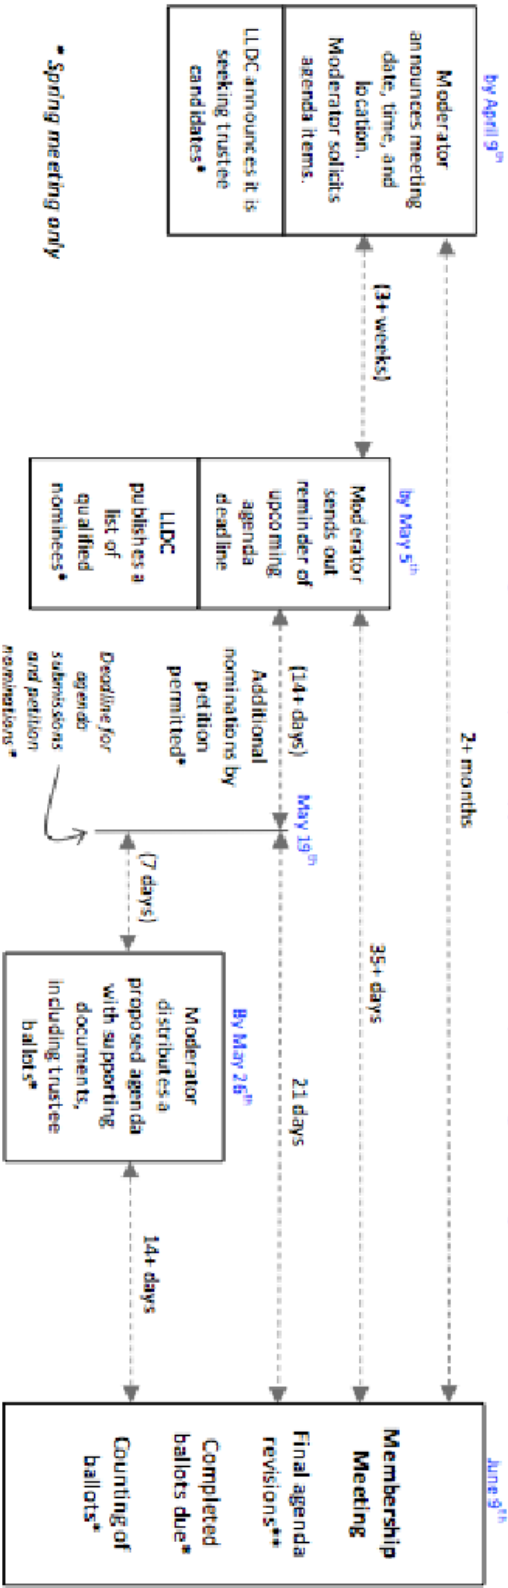 by April 9th
Moderator
announces meeting
date, time, and
location.
Moderator solicits
agenda items.
LLDC announces it is
seeking trustee
candidates*
* Spring meeting only
2+ months
(3+ weeks)
by May 5th
Moderator
sends out
reminder of
upcoming
agenda
deadline
LLDC
publishes a
list of
qualified
nominees*
35+ days
(14+ days)
Additional
nominations by
petition
permitted*
Deadline for
agenda
submissions
and petition
nominations*
May 19th
21 days
(7 days)
By May 26th
Moderator
distributes a
proposed agenda
with supporting
documents,
including trustee
ballots*
14+ days
June 9th
Membership
Meeting
Final agenda
revisions**
Completed
ballots due*
Counting of
ballots*